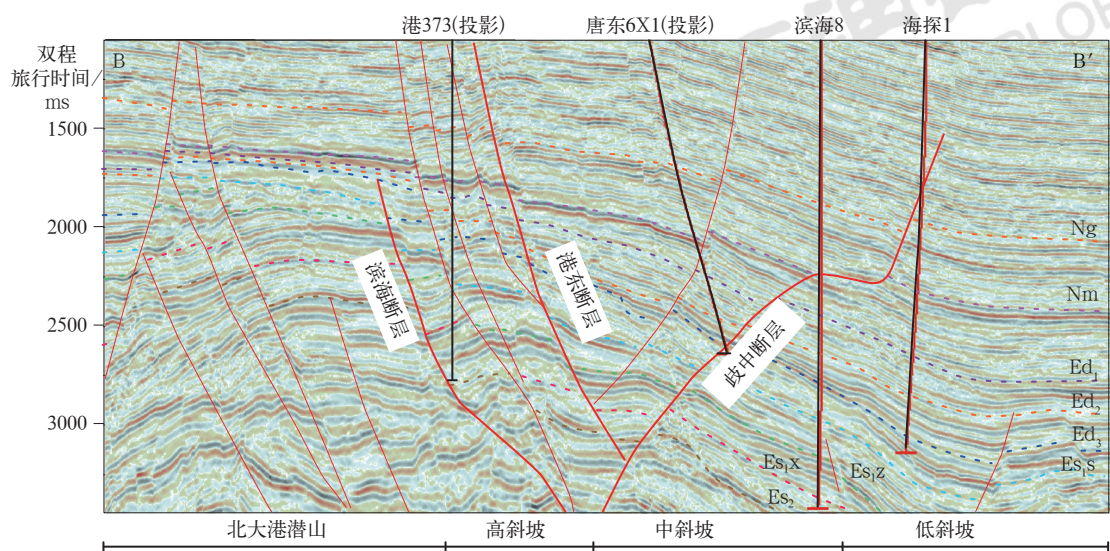 港373(投影)
唐东6X1(投影)
滨海8
海探1
双程
旅行时间/
ms
B
B′
1500
2000
2500
3000
滨海断层
港东断层
歧中断层
Ng
Nm
Ed₁
Ed₂
Ed₃
Es₁s
Es₁x
Es₁z
Es₂
北大港潜山
高斜坡
中斜坡
低斜坡